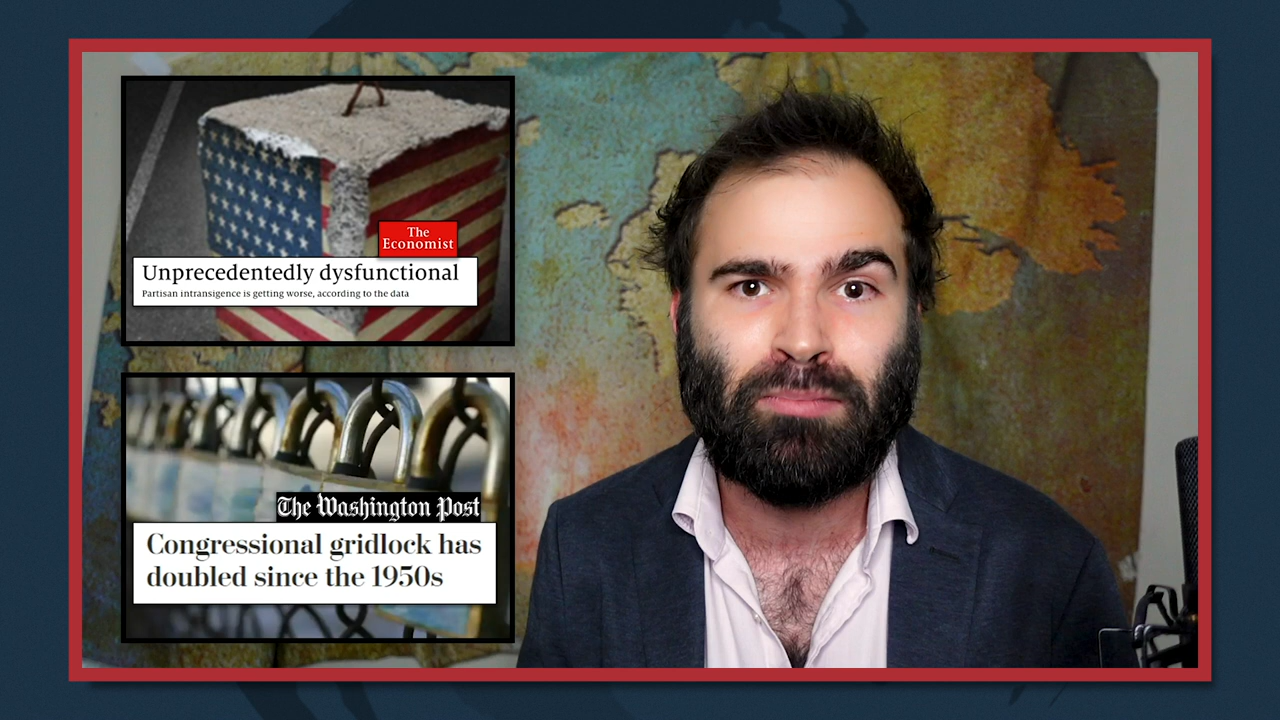 The
Economist
Unprecedentedly dysfunctional
Partisan intransigence is getting worse, according to the data
The Washington Post
Congressional gridlock has
doubled since the 1950s